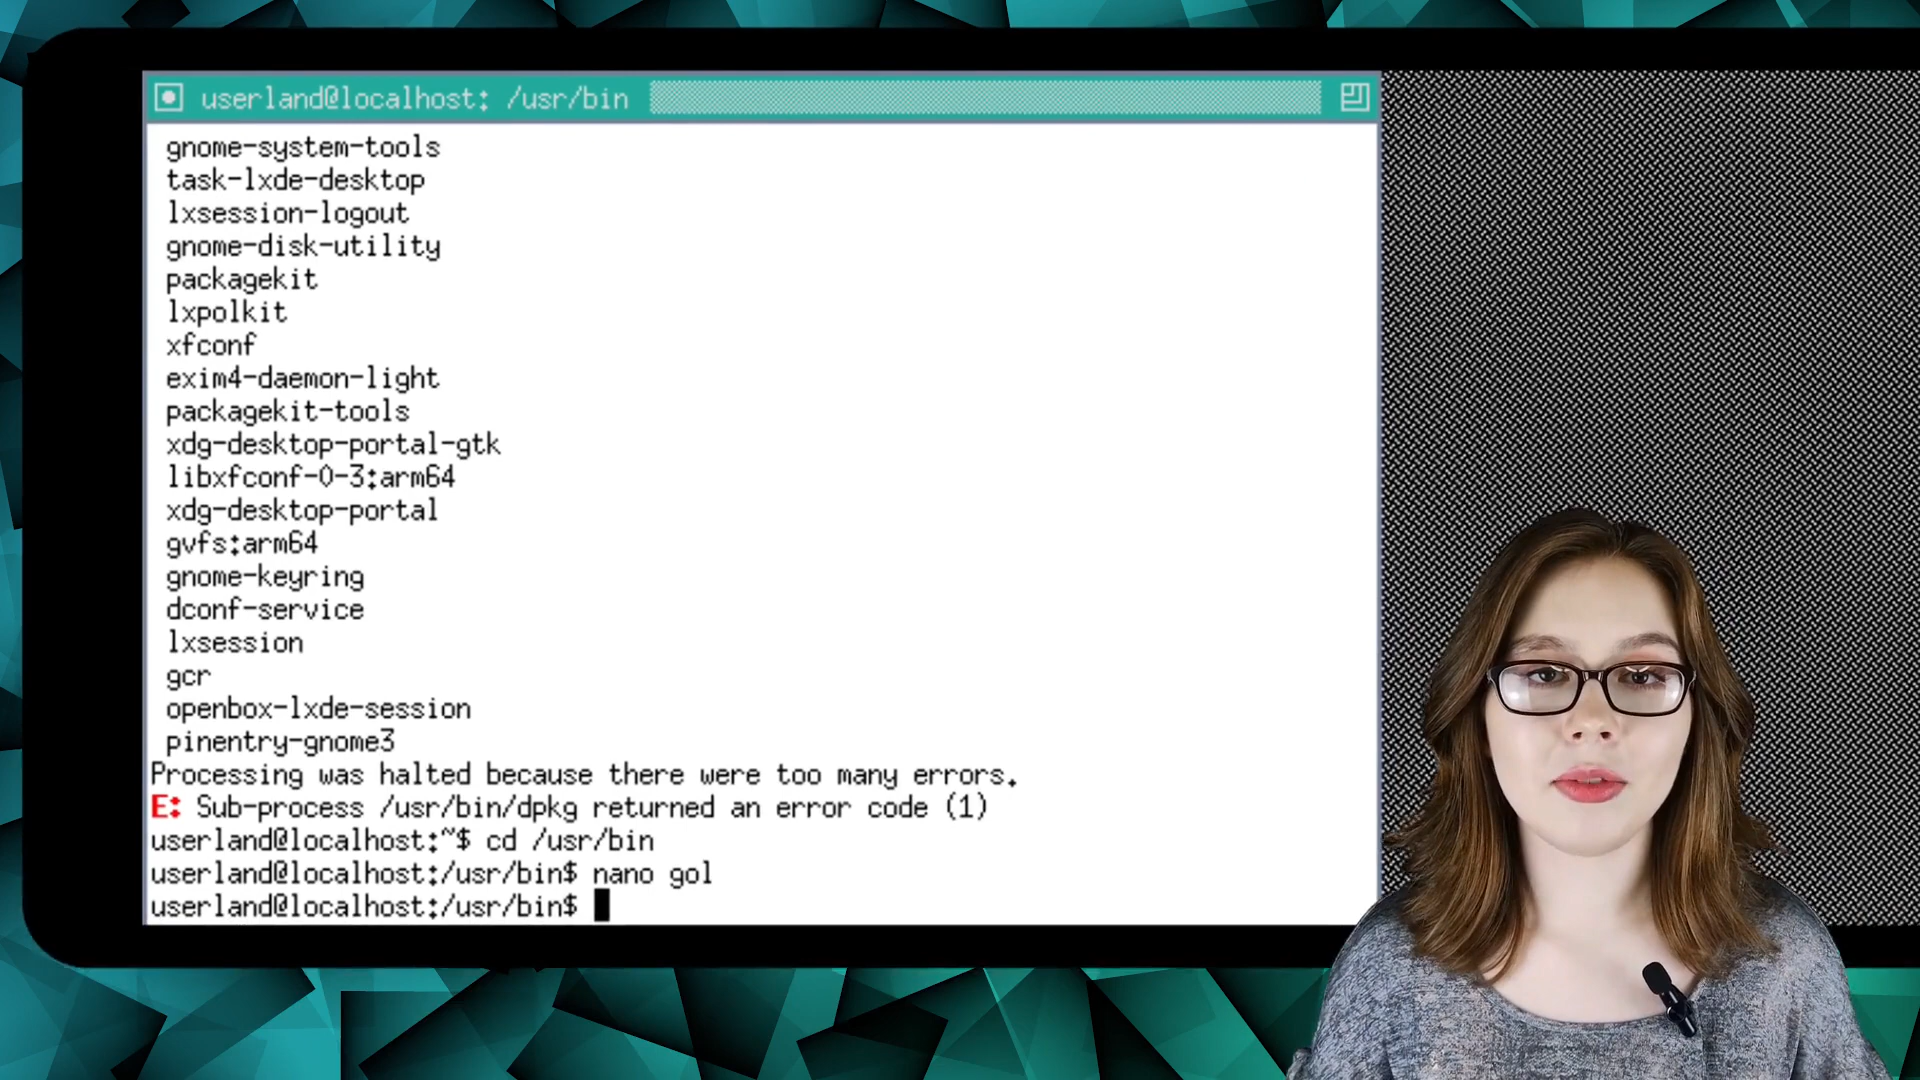 userland@localhost: /usr/bin
gnome-system-tools
task-lxde-desktop
lxsession-logout
gnome-disk-utility
packagekit
lxpolkit
xfconf
exim4-daemon-light
packagekit-tools
xdg-desktop-portal-gtk
libxfconf-0-3:arm64
xdg-desktop-portal
gvfs:arm64
gnome-keyring
dconf-service
lxsession
gcr
openbox-lxde-session
pinentry-gnome3
Processing was halted because there were too many errors.
E: Sub-process /usr/bin/dpkg returned an error code (1)
userland@localhost:~$ cd /usr/bin
userland@localhost:/usr/bin$ nano gol
userland@localhost:/usr/bin$